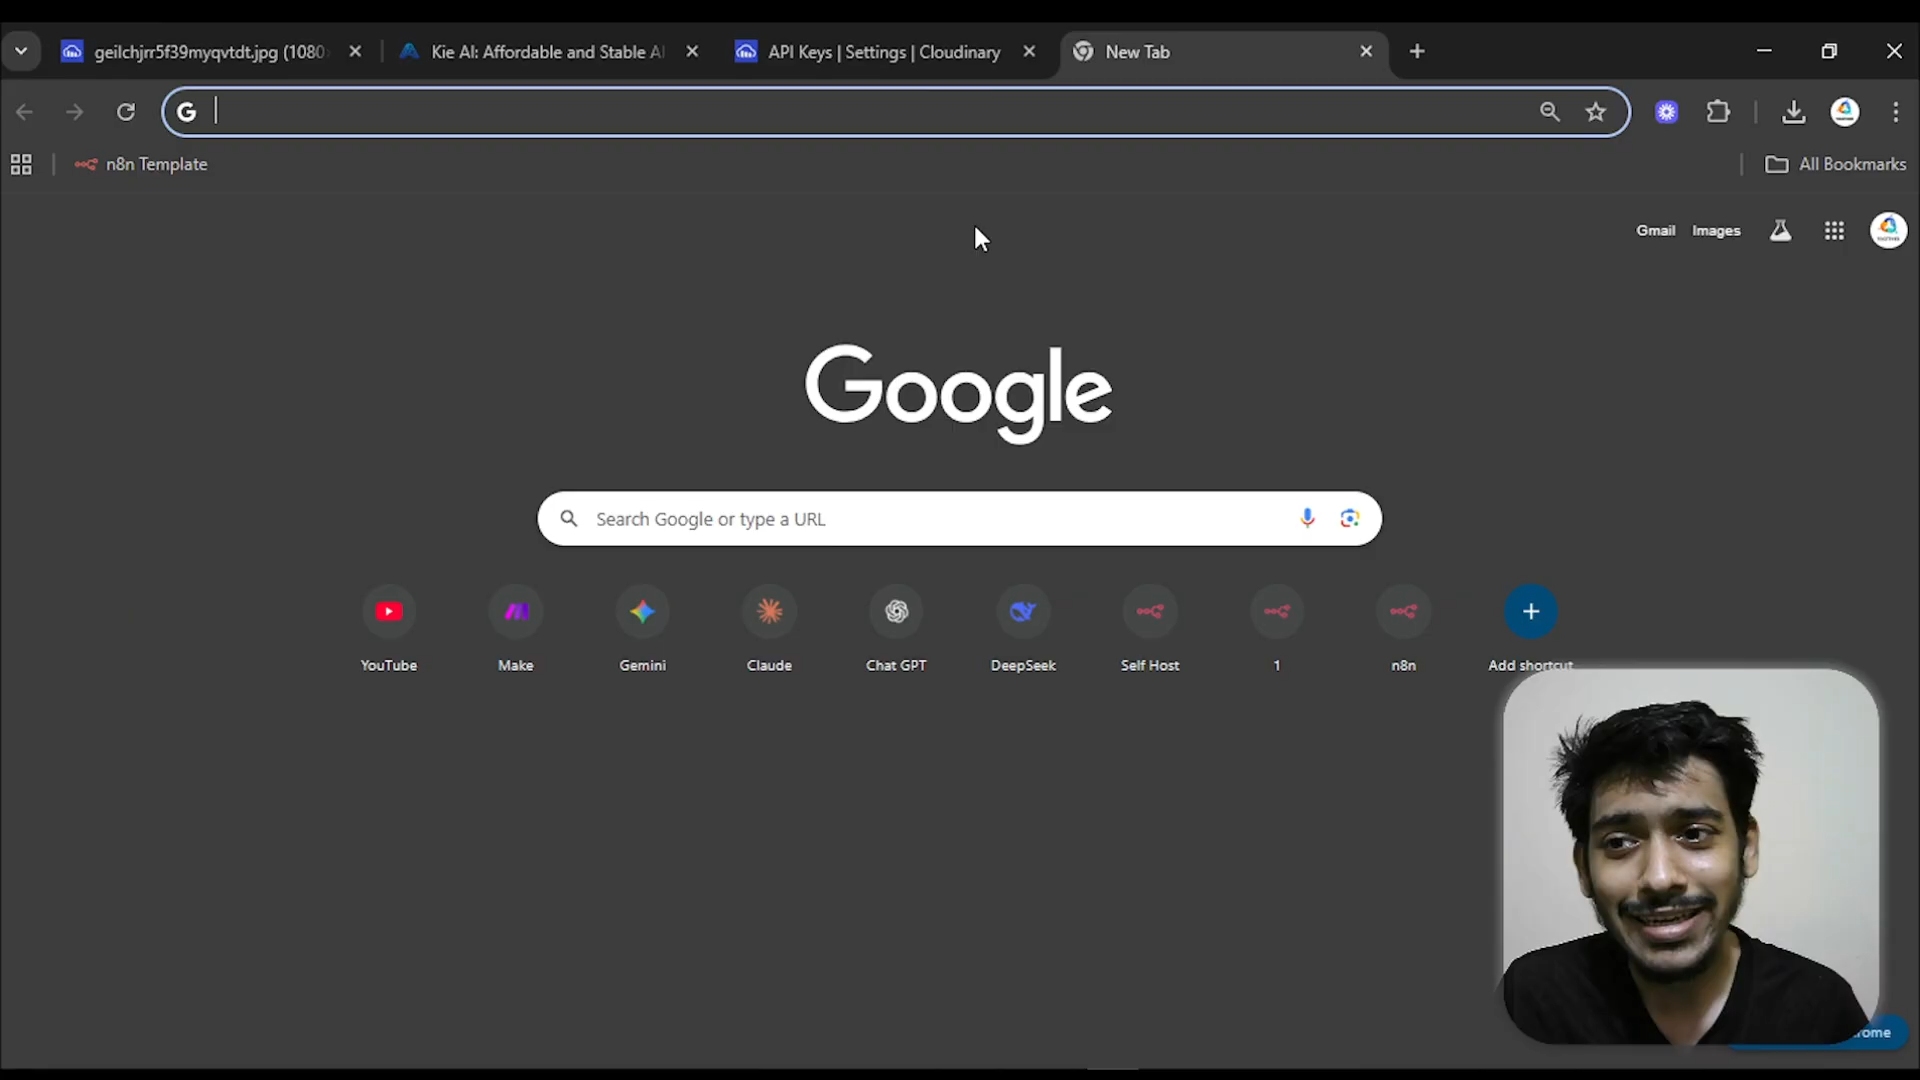 geilchjrr5f39myqvtdt.jpg (1080
Kie AI: Affordable and Stable AI
API Keys | Settings | Cloudinary
New Tab
n8n Template
All Bookmarks
Gmail
Images
Google
Search Google or type a URL
YouTube
Make
Gemini
Claude
Chat GPT
DeepSeek
Self Host
1
n8n
Add shortcut